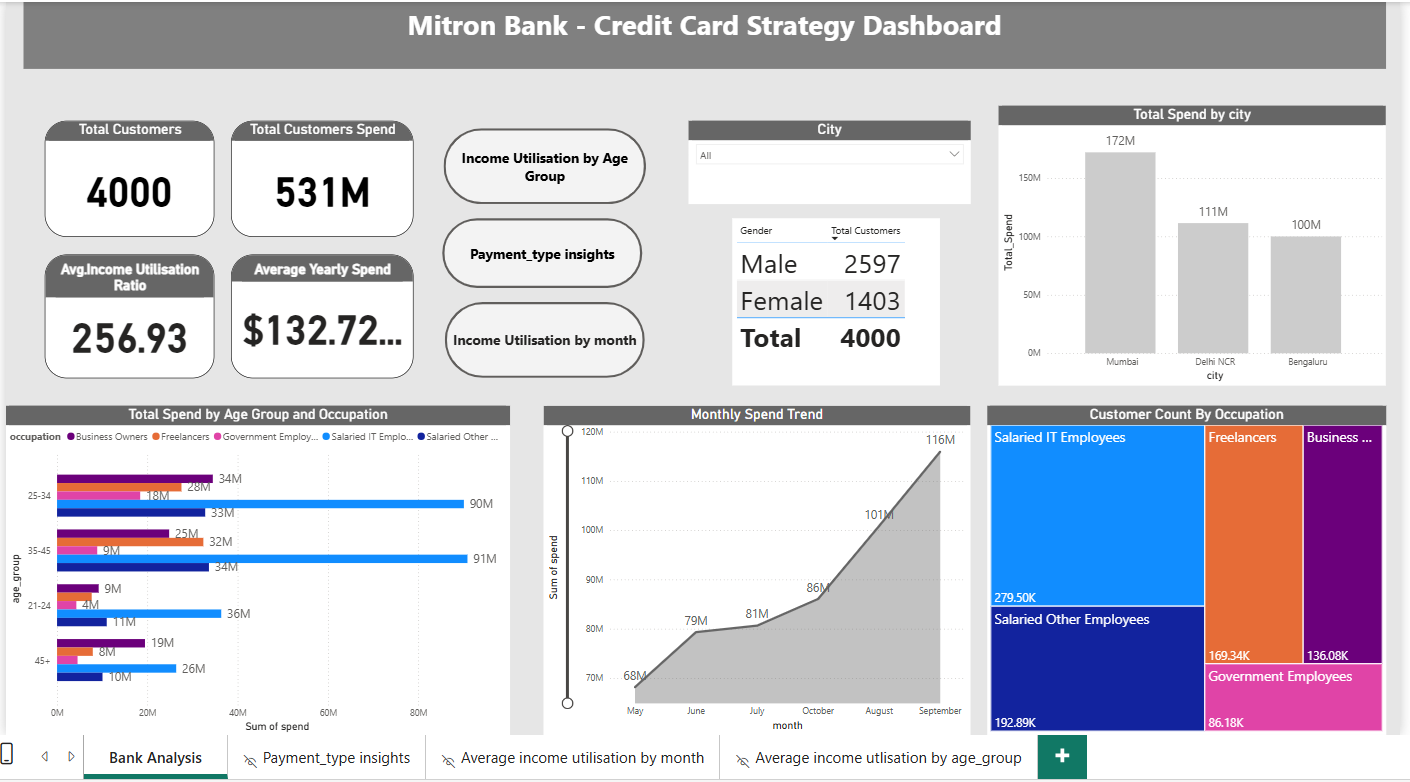 Mitron Bank - Credit Card Strategy Dashboard
Total Customers
4000
Total Customers Spend
531M
Avg.Income Utilisation
Ratio
256.93
Average Yearly Spend
$132.72...
Income Utilisation by Age
Group
Payment_type insights
Income Utilisation by month
City
All
Gender
Total Customers
Male 2597
Female 1403
Total 4000
Total Spend by city
Total_Spend
150M
100M
50M
0M
172M
111M
100M
Mumbai
Delhi NCR
Bengaluru
city
Total Spend by Age Group and Occupation
occupation Business Owners Freelancers Government Employ... Salaried IT Emplo... Salaried Other ...
age_group
25-34
34M
28M
18M
90M
33M
35-45
25M
32M
9M
91M
34M
21-24
9M
4M
36M
11M
45+
19M
8M
26M
10M
0M 20M 40M 60M 80M
Sum of spend
Monthly Spend Trend
Sum of spend
120M
110M
100M
90M
80M
70M
68M
79M
81M
86M
101M
116M
May June July October August September
month
Customer Count By Occupation
Salaried IT Employees
279.50K
Salaried Other Employees
192.89K
Freelancers
169.34K
Business ...
136.08K
Government Employees
86.18K
Bank Analysis
Payment_type insights
Average income utilisation by month
Average income utlisation by age_group
+